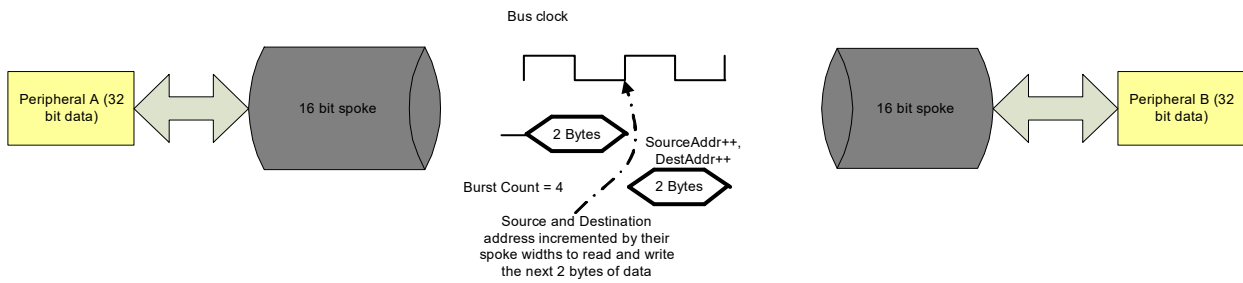 Bus clock
Peripheral A (32
bit data)
16 bit spoke
2 Bytes
SourceAddr++,
DestAddr++
2 Bytes
Burst Count = 4
Source and Destination
address incremented by their
spoke widths to read and write
the next 2 bytes of data
16 bit spoke
Peripheral B (32
bit data)